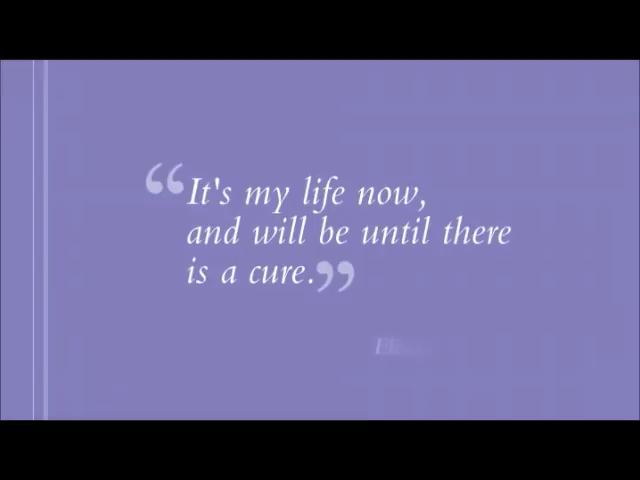 “It's my life now,
and will be until there
is a cure.”